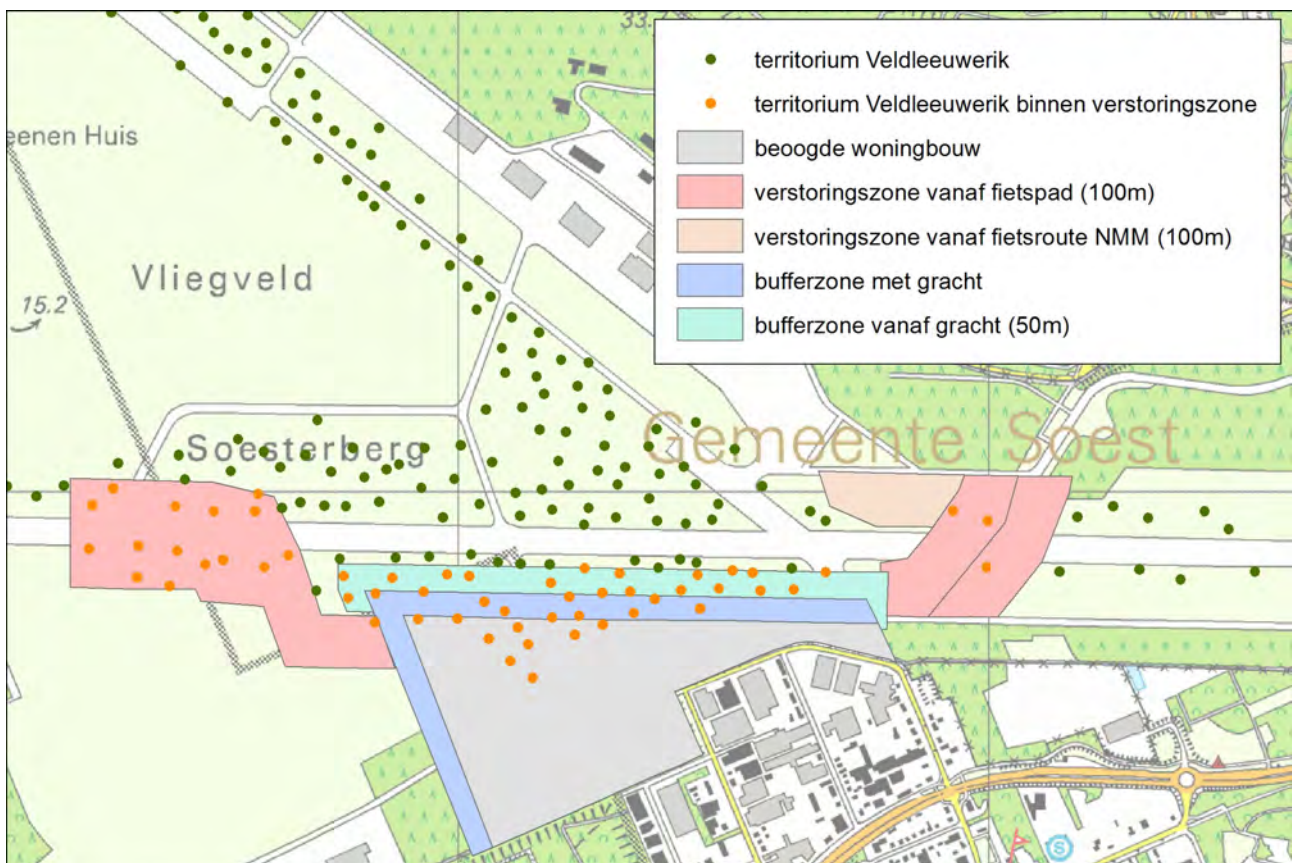 33.7
territorium Veldleeuwerik
territorium Veldleeuwerik binnen verstoringszone
beoogde woningbouw
verstoringszone vanaf fietspad (100m)
verstoringszone vanaf fietsroute NMM (100m)
bufferzone met gracht
bufferzone vanaf gracht (50m)
eenen Huis
Vliegveld
15.2
Soesterberg
Gemeente Soest
S